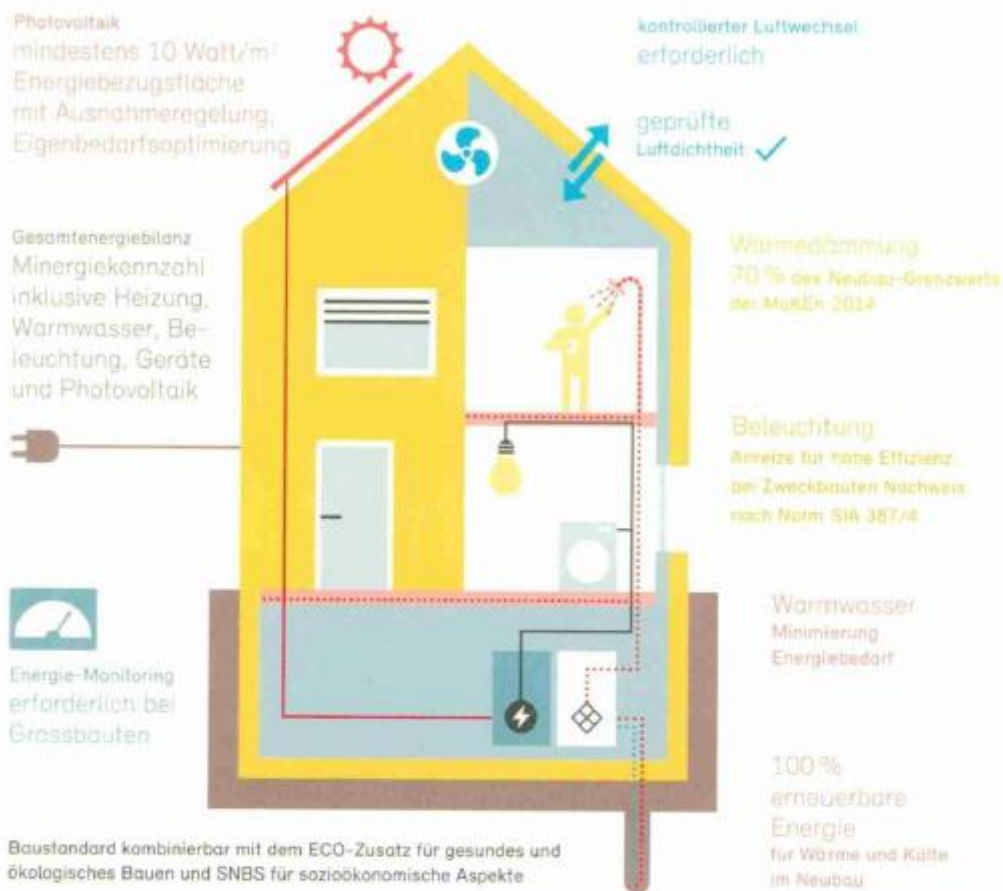 Photovoltaik
mindestens 10 Watt/m²
Energiebezugsfläche
mit Ausnahmeregelung,
Eigenbedarfsoptimierung
Gesamtenergiebilanz
Minergiekennzahl
inklusive Heizung,
Warmwasser, Be-
leuchtung, Geräte
und Photovoltaik
Energie-Monitoring
erforderlich bei
Grossbauten
kontrollierter Luftwechsel
erforderlich
geprüfte
Luftdichtheit ✓
Wärmedämmung
70 % des Neubau-Grenzwerts
der MuKEn 2014
Beleuchtung
Anreize für hohe Effizienz,
bei Zweckbauten Nachweis
nach Norm SIA 387/4
Warmwasser
Minimierung
Energiebedarf
100 %
erneuerbare
Energie
für Wärme und Kälte
im Neubau
Baustandard kombinierbar mit dem ECO-Zusatz für gesundes und
ökologisches Bauen und SNBS für sozioökonomische Aspekte